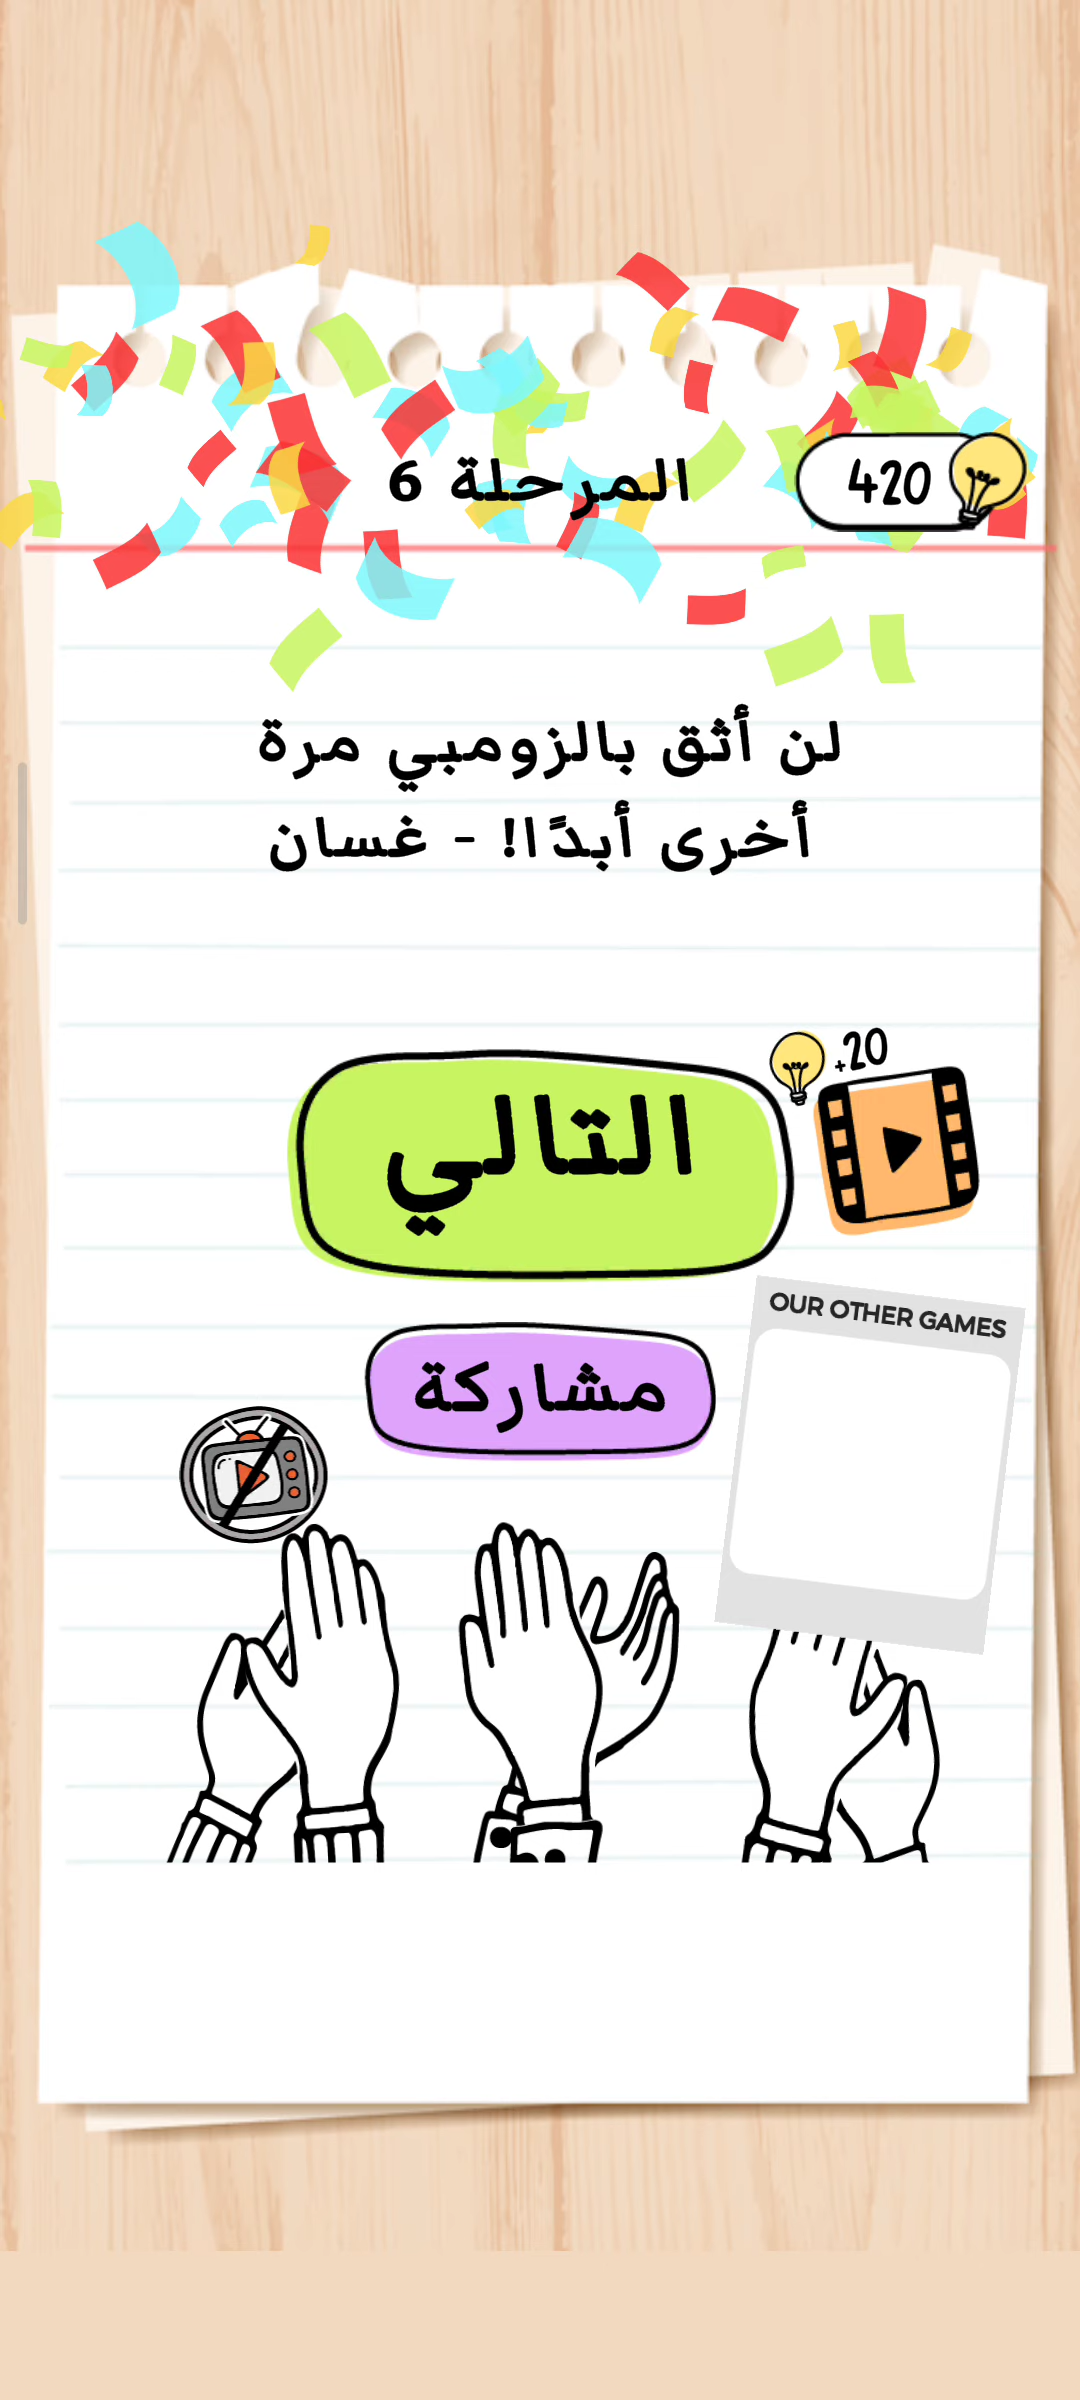 المرحلة 6
420
لن أثق بالزومبي مرة
أخرى أبدًا! - غسان
+20
التالي
OUR OTHER GAMES
مشاركة